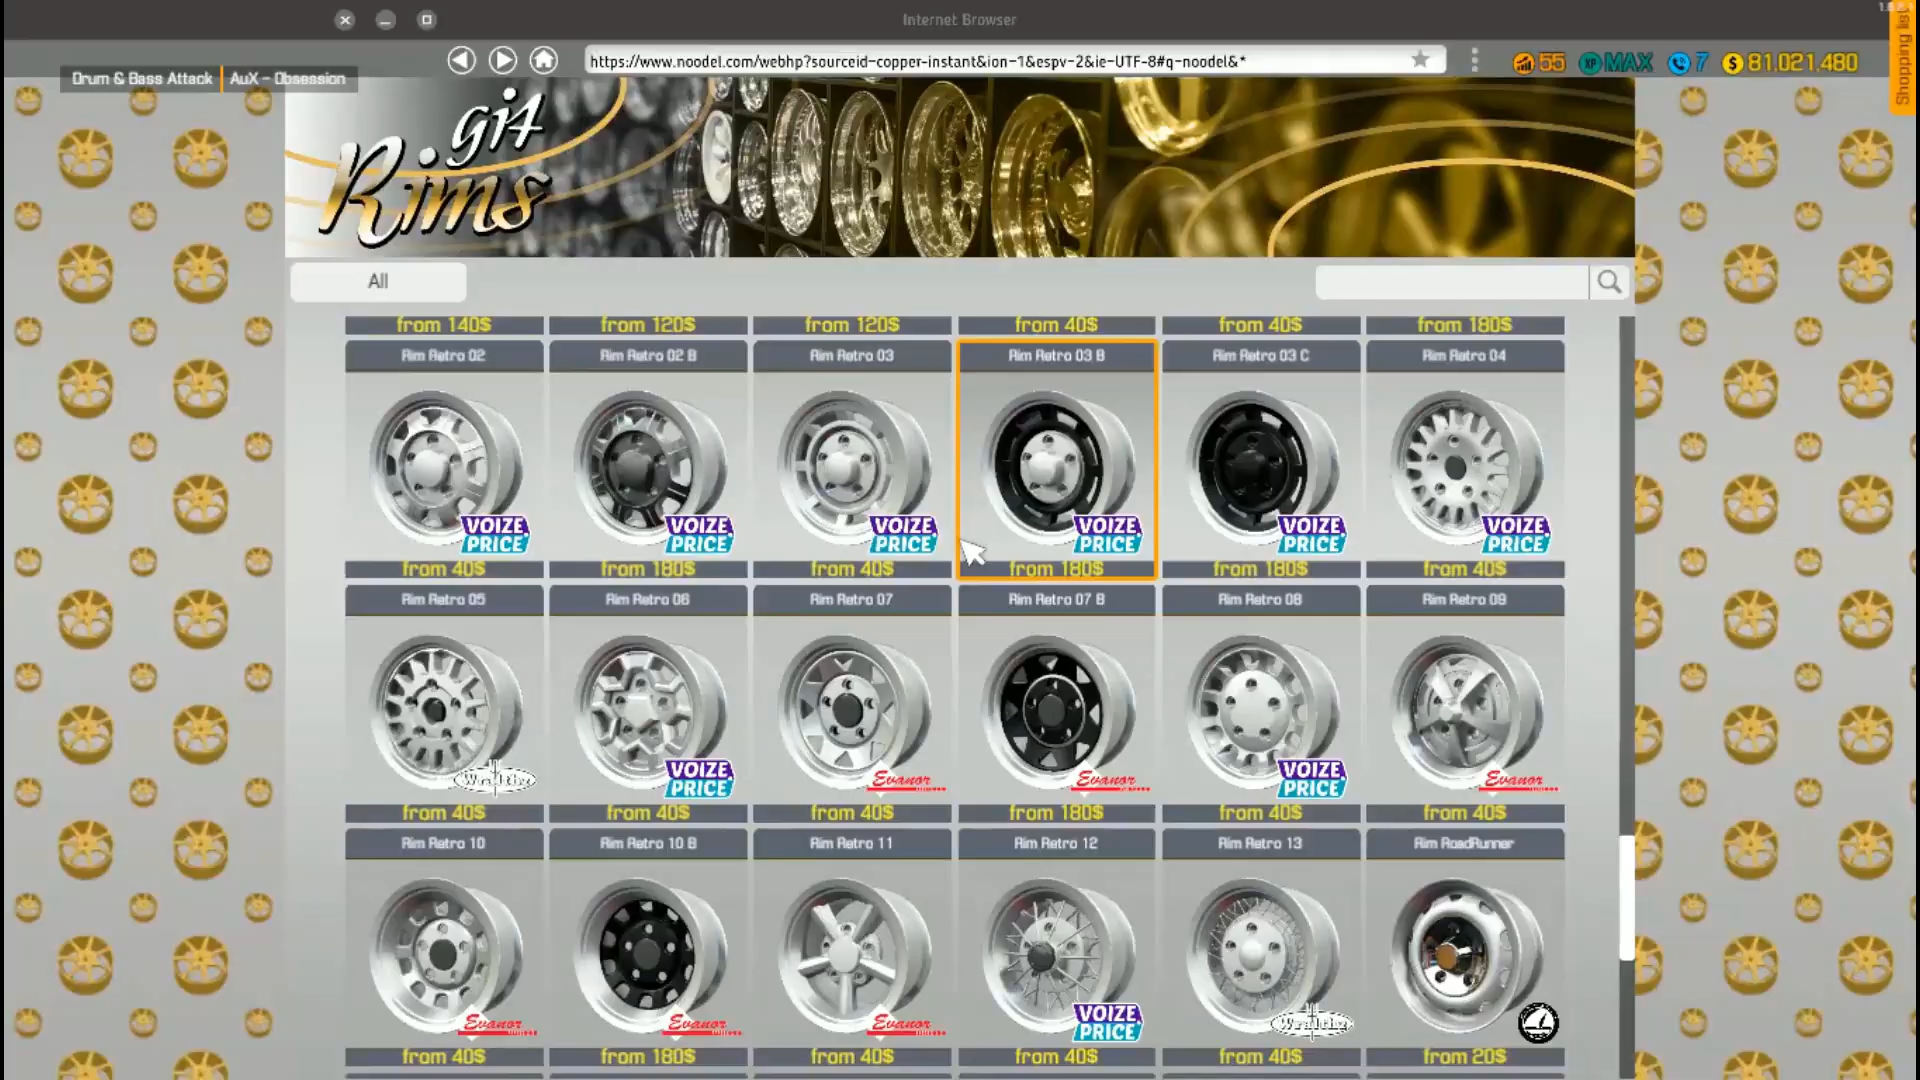 Internet Browser
Shopping list
https://www.noodel.com/webhp?sourceid-copper-instant&ion-1&espv-2&ie-UTF-8#q-noodel&*
55
XP MAX
7
$ 81,021,480
Drum & Bass Attack | AuX - Obsession
git
Rims
All
from 140$ from 120$ from 120$ from 40$ from 40$ from 180$
Rim Retro 02 Rim Retro 02 B Rim Retro 03 Rim Retro 03 B Rim Retro 03 C Rim Retro 04
VOIZE PRICE VOIZE PRICE VOIZE PRICE VOIZE PRICE VOIZE PRICE VOIZE PRICE
from 40$ from 180$ from 40$ from 180$ from 180$ from 40$
Rim Retro 05 Rim Retro 06 Rim Retro 07 Rim Retro 07 B Rim Retro 08 Rim Retro 09
VOIZE PRICE Evanor Evanor VOIZE PRICE Evanor
from 40$ from 40$ from 40$ from 180$ from 40$ from 40$
Rim Retro 10 Rim Retro 10 B Rim Retro 11 Rim Retro 12 Rim Retro 13 Rim RoadRunner
Evanor Evanor Evanor VOIZE PRICE
from 40$ from 180$ from 40$ from 40$ from 40$ from 20$